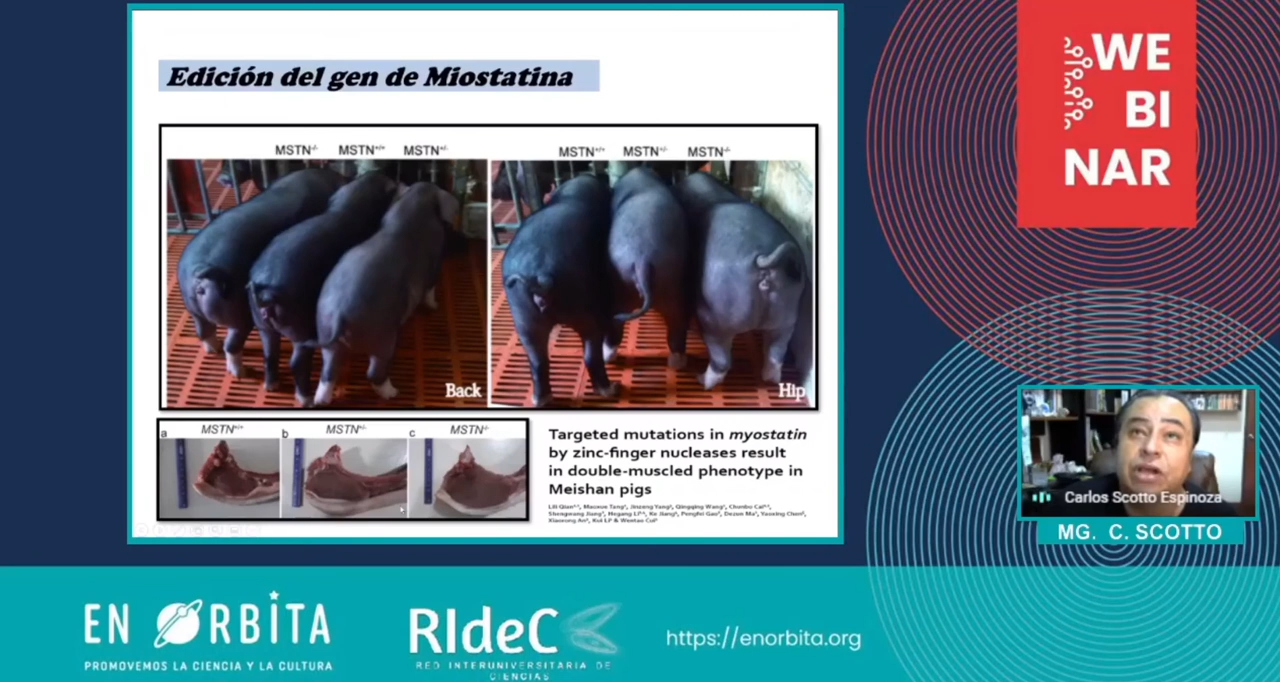 Edición del gen de Miostatina
MSTN-/- MSTN+/+ MSTN+/-
MSTN+/+ MSTN+/- MSTN-/-
Back
Hip
a MSTN+/+ b MSTN+/- c MSTN-/-
Targeted mutations in myostatin
by zinc-finger nucleases result
in double-muscled phenotype in
Meishan pigs
WE
BI
NAR
Carlos Scotto Espinoza
MG. C. SCOTTO
EN ORBITA
PROMOVEMOS LA CIENCIA Y LA CULTURA
RIdeC
RED INTERUNIVERSITARIA DE
CIENCIAS
https://enorbita.org